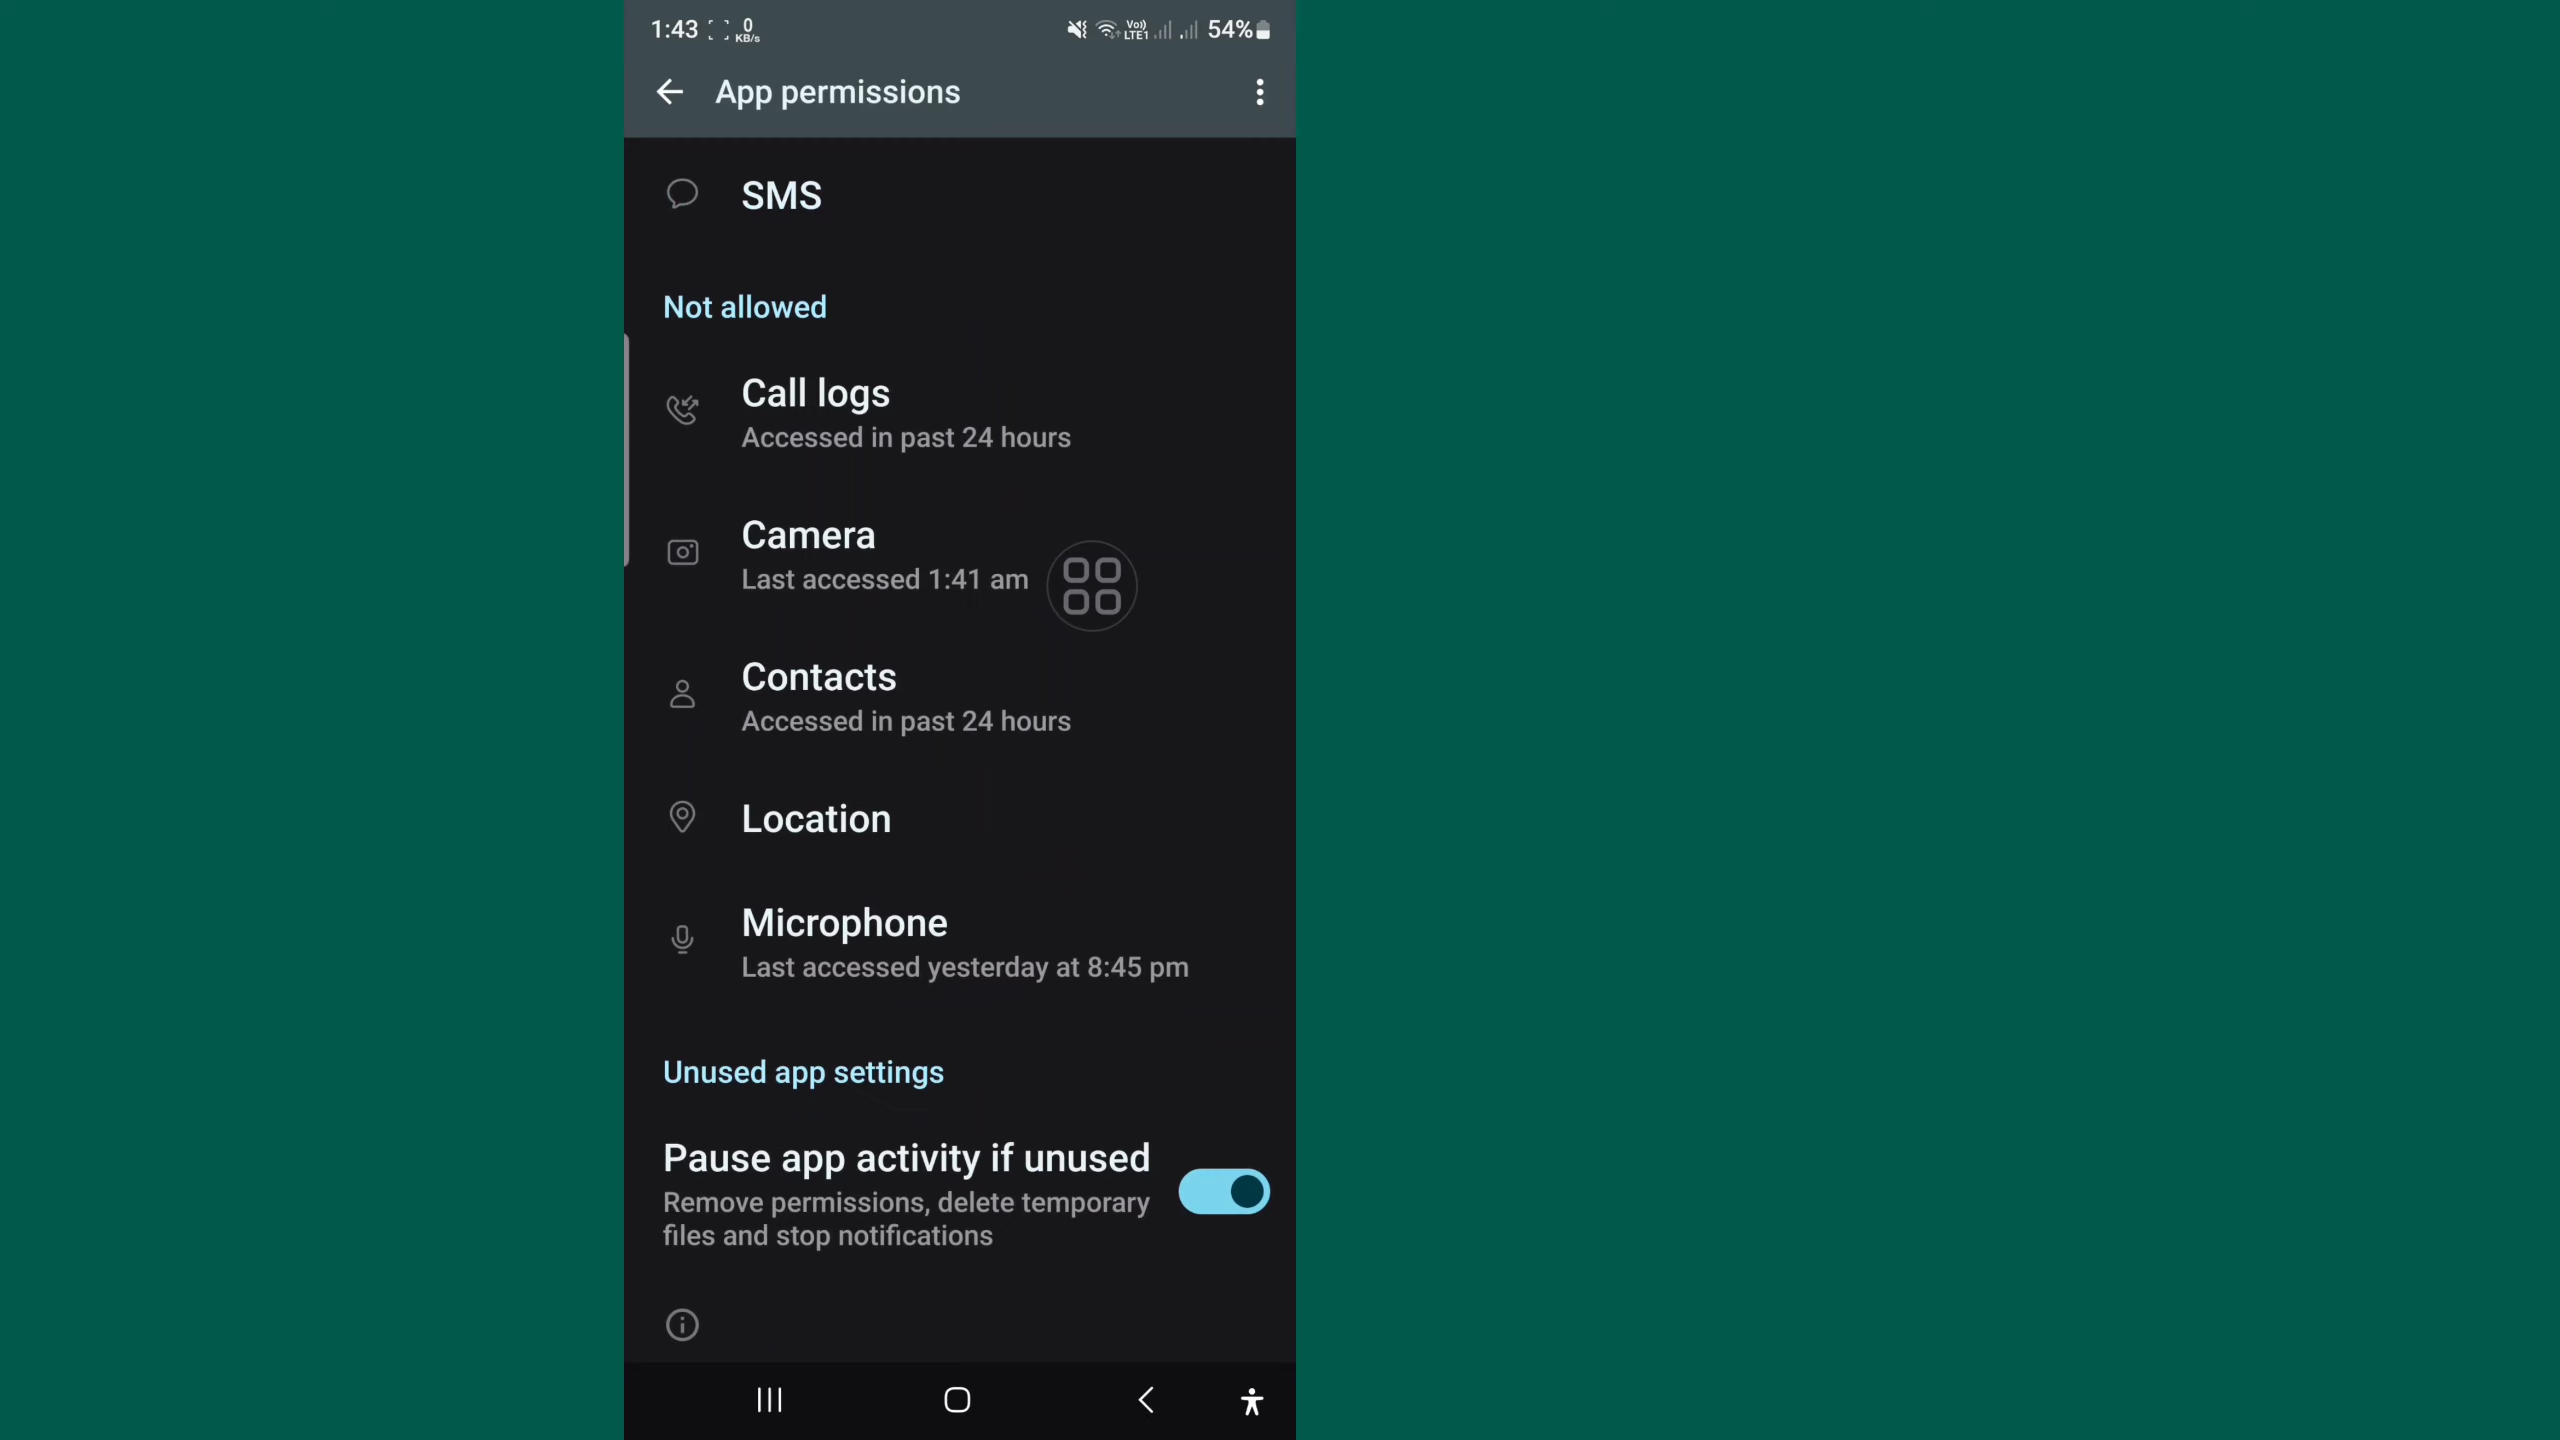 1:43 0 KB/s Vo)) LTE1 54%
App permissions
SMS
Not allowed
Call logs
Accessed in past 24 hours
Camera
Last accessed 1:41 am
Contacts
Accessed in past 24 hours
Location
Microphone
Last accessed yesterday at 8:45 pm
Unused app settings
Pause app activity if unused
Remove permissions, delete temporary
files and stop notifications